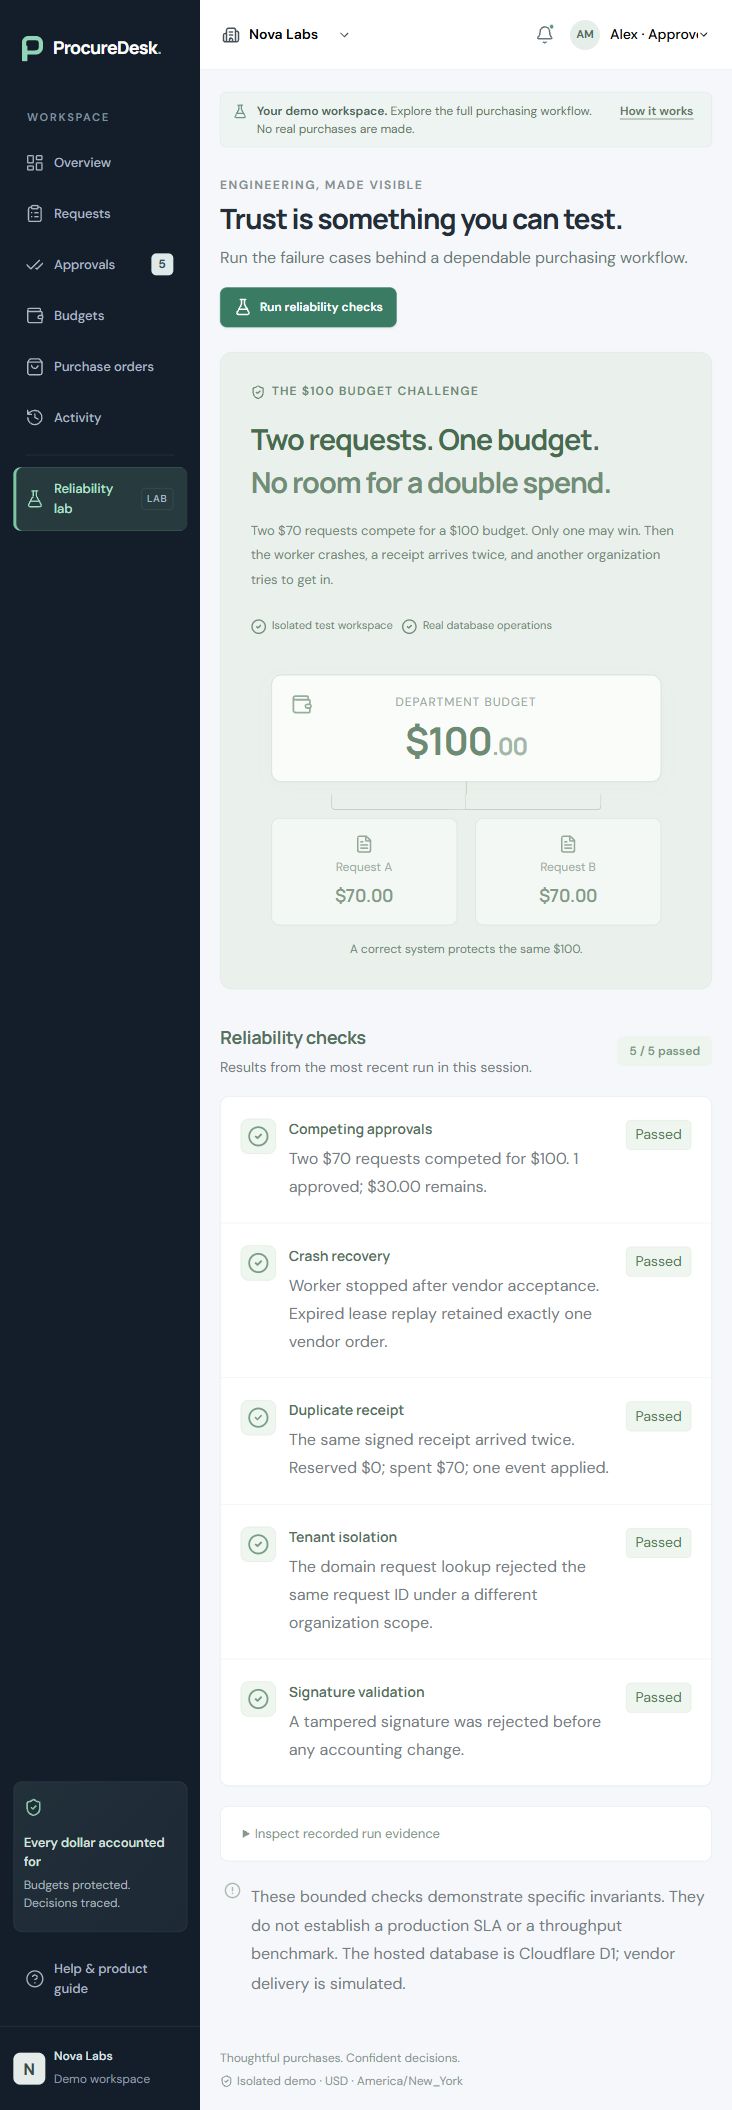 ProcureDesk.
WORKSPACE
Overview
Requests
Approvals 5
Budgets
Purchase orders
Activity
Reliability
lab
LAB
Every dollar accounted
for
Budgets protected.
Decisions traced.
Help & product
guide
N
Nova Labs
Demo workspace
Nova Labs
AM
Alex · Approv
Your demo workspace. Explore the full purchasing workflow.
No real purchases are made.
How it works
ENGINEERING, MADE VISIBLE
Trust is something you can test.
Run the failure cases behind a dependable purchasing workflow.
Run reliability checks
THE $100 BUDGET CHALLENGE
Two requests. One budget.
No room for a double spend.
Two $70 requests compete for a $100 budget. Only one may win. Then
the worker crashes, a receipt arrives twice, and another organization
tries to get in.
Isolated test workspace
Real database operations
DEPARTMENT BUDGET
$100.00
Request A
$70.00
Request B
$70.00
A correct system protects the same $100.
Reliability checks
Results from the most recent run in this session.
5 / 5 passed
Competing approvals
Two $70 requests competed for $100. 1
approved; $30.00 remains.
Passed
Crash recovery
Worker stopped after vendor acceptance.
Expired lease replay retained exactly one
vendor order.
Passed
Duplicate receipt
The same signed receipt arrived twice.
Reserved $0; spent $70; one event applied.
Passed
Tenant isolation
The domain request lookup rejected the
same request ID under a different
organization scope.
Passed
Signature validation
A tampered signature was rejected before
any accounting change.
Passed
Inspect recorded run evidence
These bounded checks demonstrate specific invariants. They
do not establish a production SLA or a throughput
benchmark. The hosted database is Cloudflare D1; vendor
delivery is simulated.
Thoughtful purchases. Confident decisions.
Isolated demo · USD · America/New_York